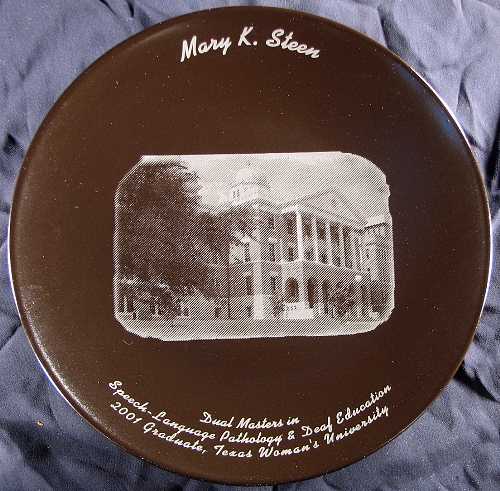 Mary K. Steen
Dual Masters in
Speech-Language Pathology & Deaf Education
2001 Graduate, Texas Woman's University